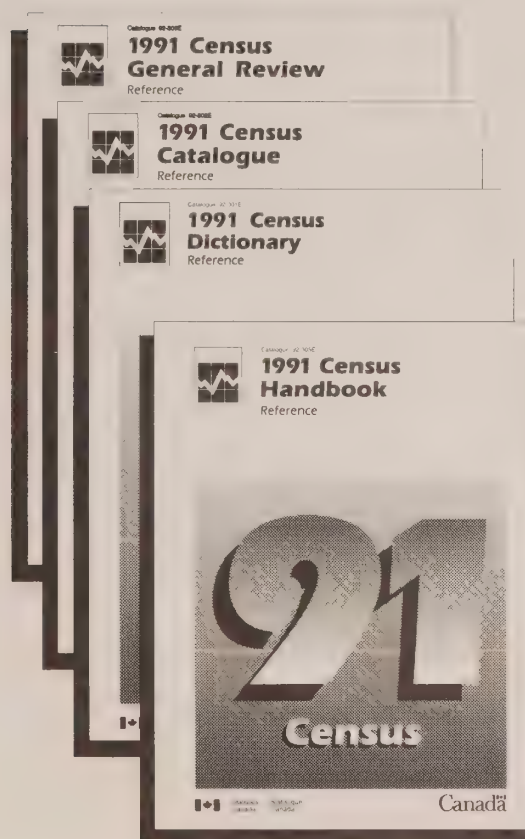 1991 Census
General Review
Reference
1991 Census
Catalogue
Reference
1991 Census
Dictionary
Reference
Catalogue
1991 Census
Handbook
Reference
91
Census
Canada